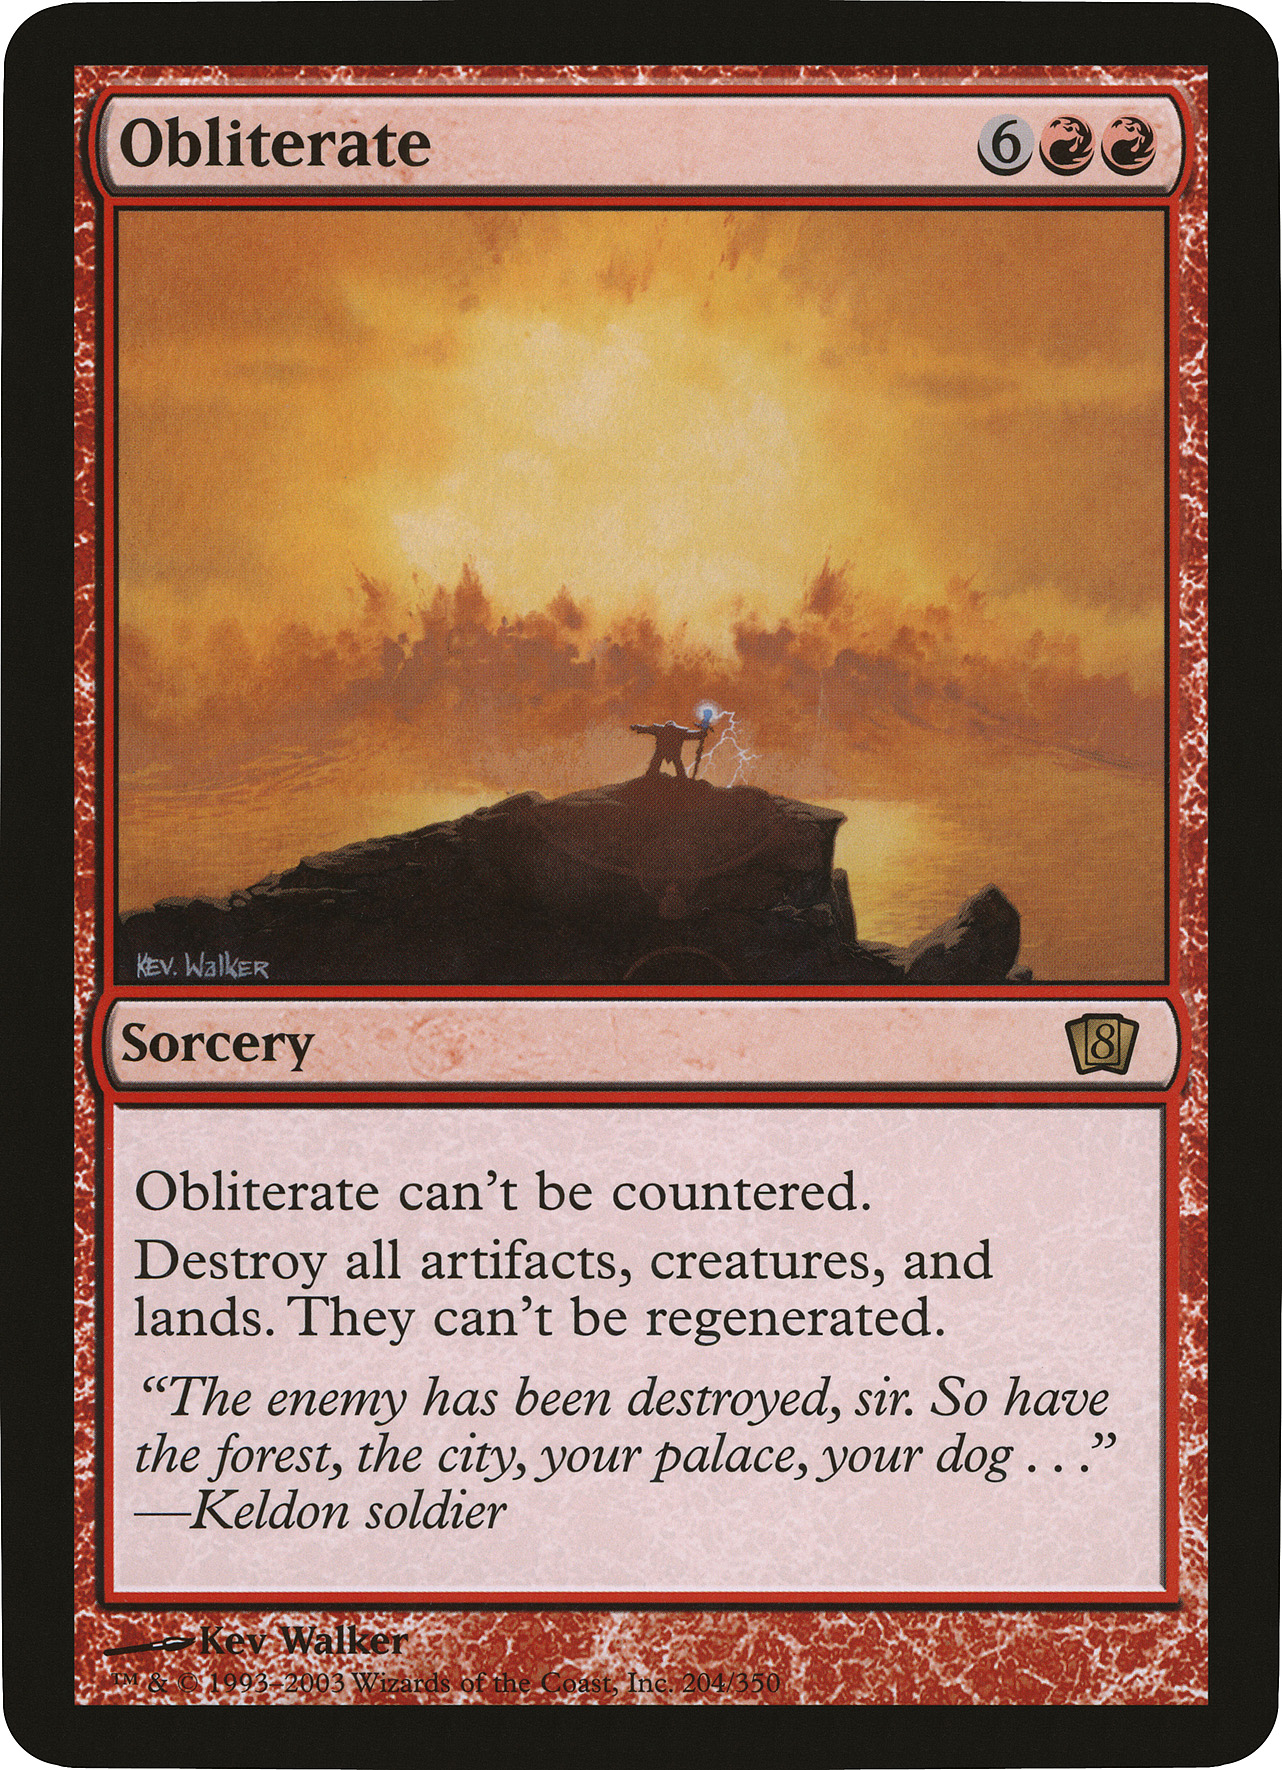 Obliterate 6
Kev. Walker
Sorcery 8
Obliterate can't be countered.
Destroy all artifacts, creatures, and
lands. They can't be regenerated.
“The enemy has been destroyed, sir. So have
the forest, the city, your palace, your dog . . .”
—Keldon soldier
Kev Walker
™ & © 1993–2003 Wizards of the Coast, Inc. 204/350